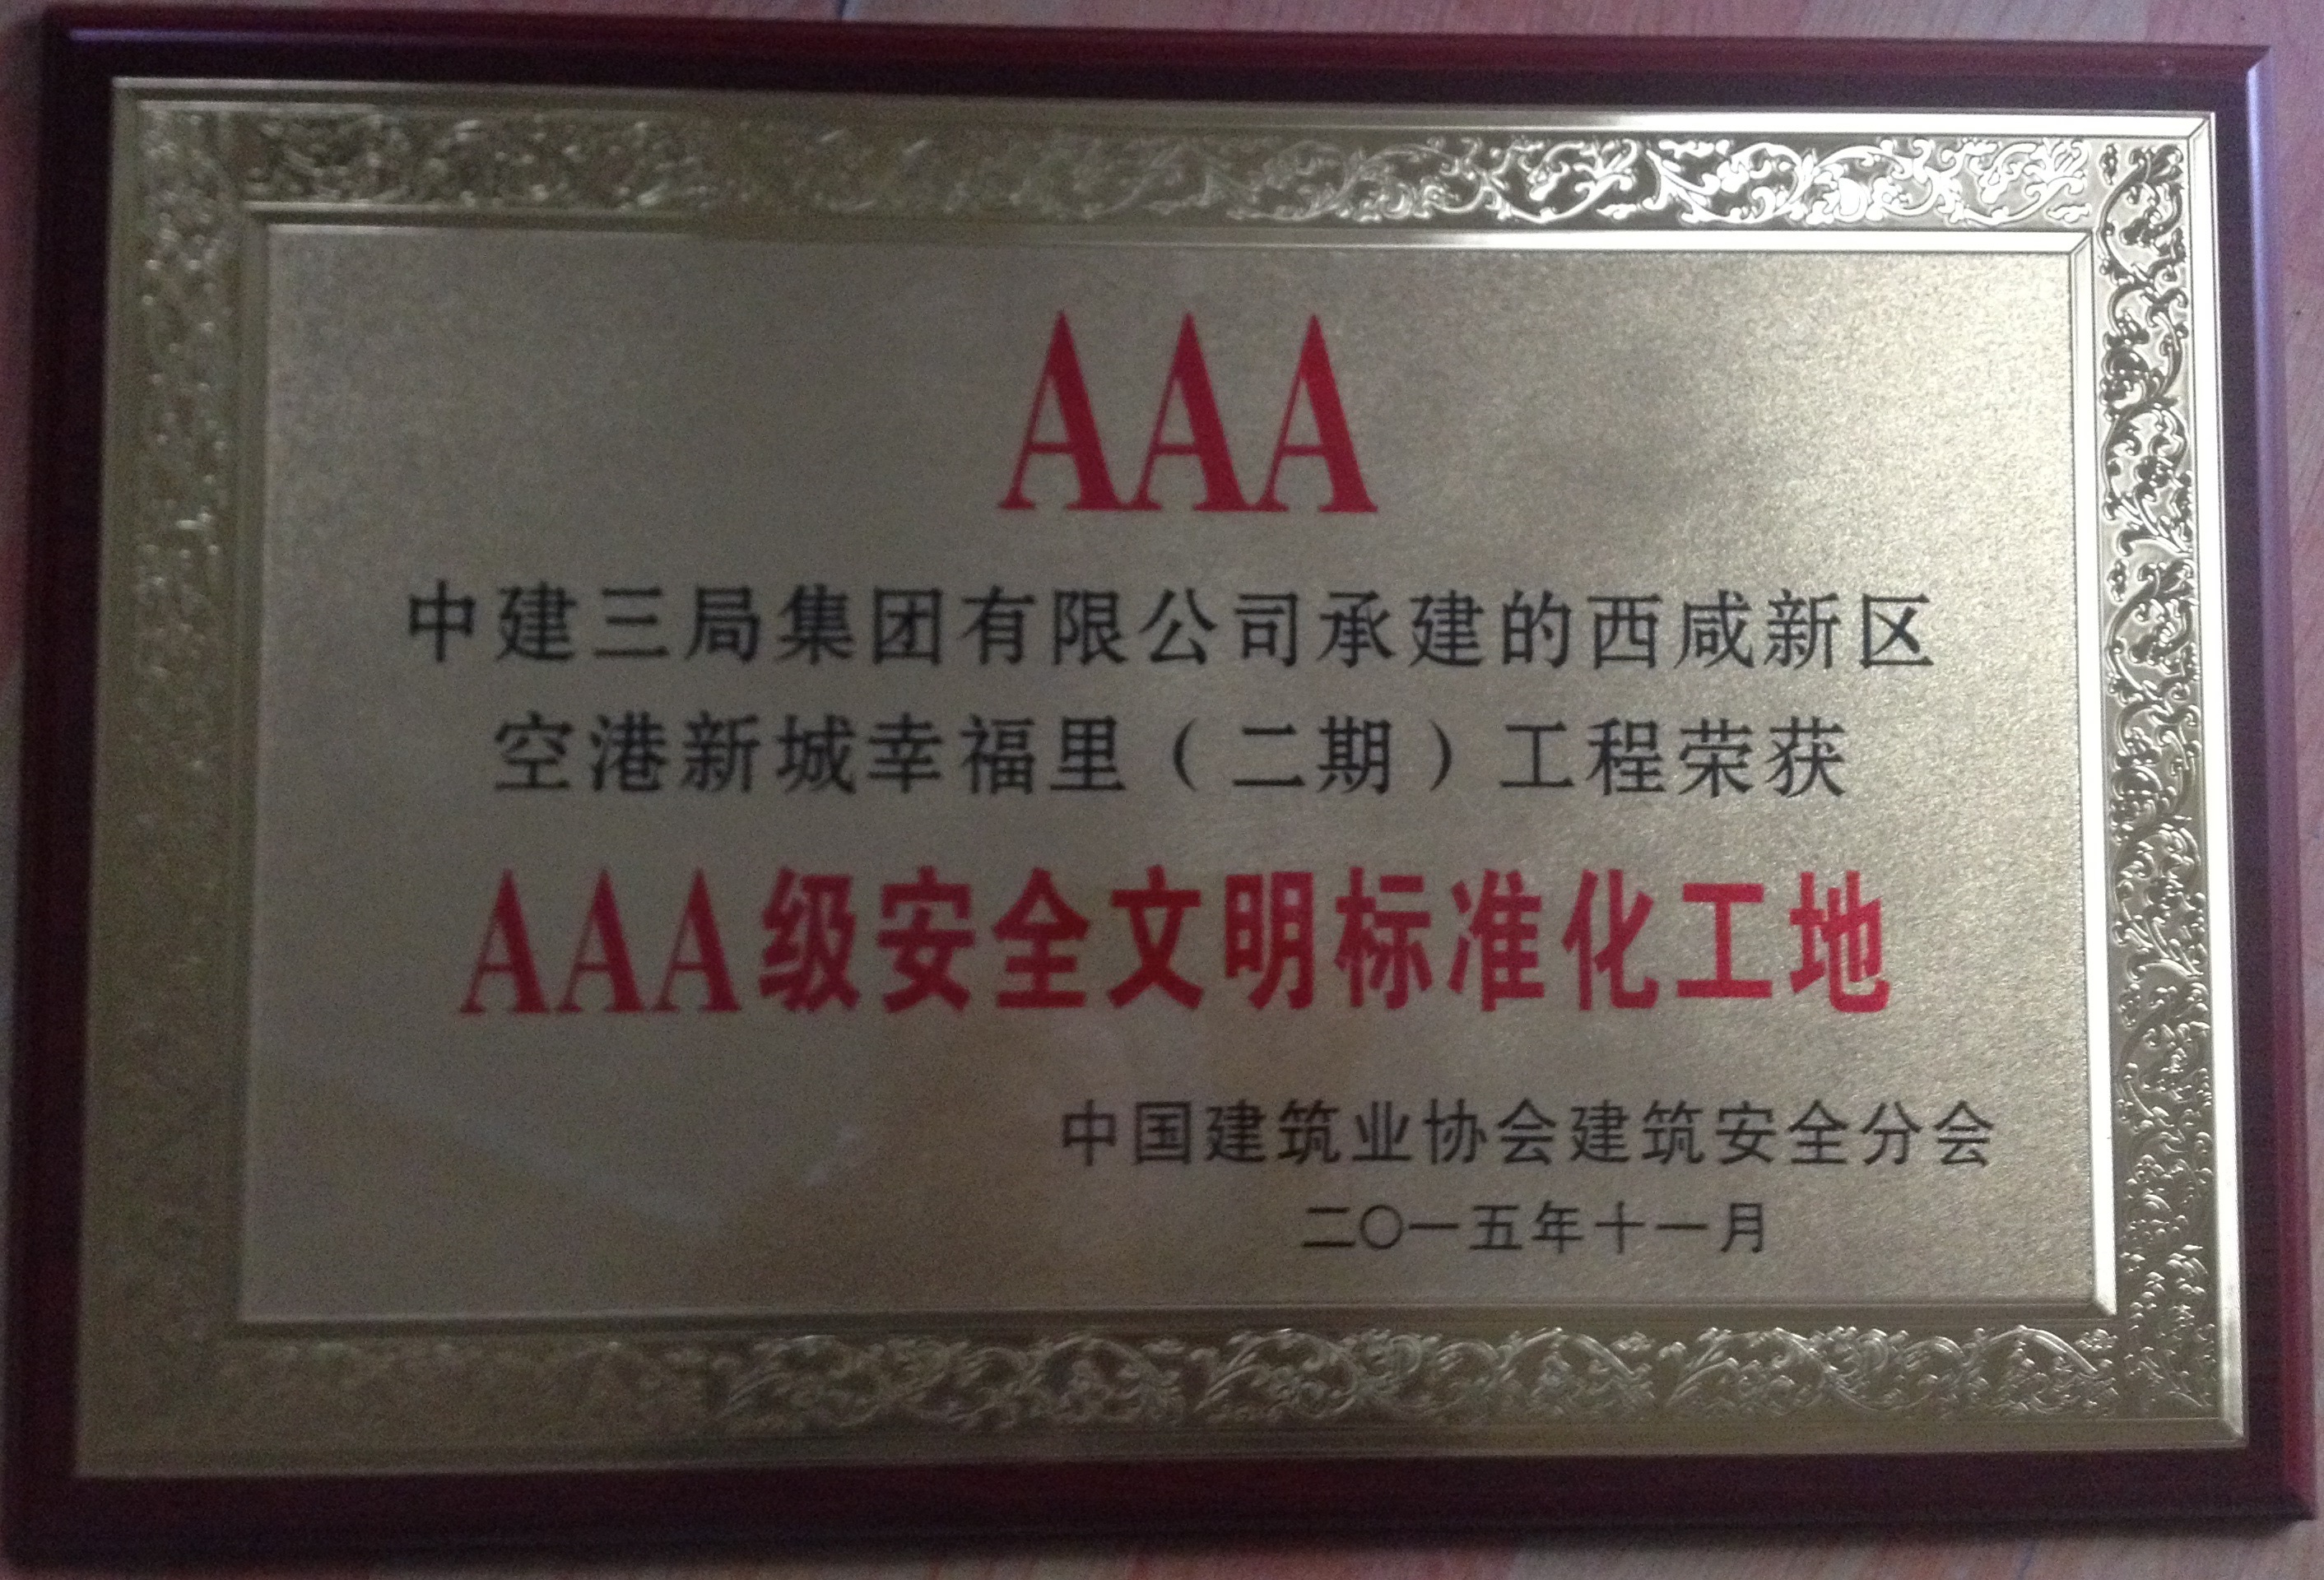 AAA
中建三局集团有限公司承建的西咸新区
空港新城幸福里（二期）工程荣获
AAA级安全文明标准化工地
中国建筑业协会建筑安全分会
二〇一五年十一月